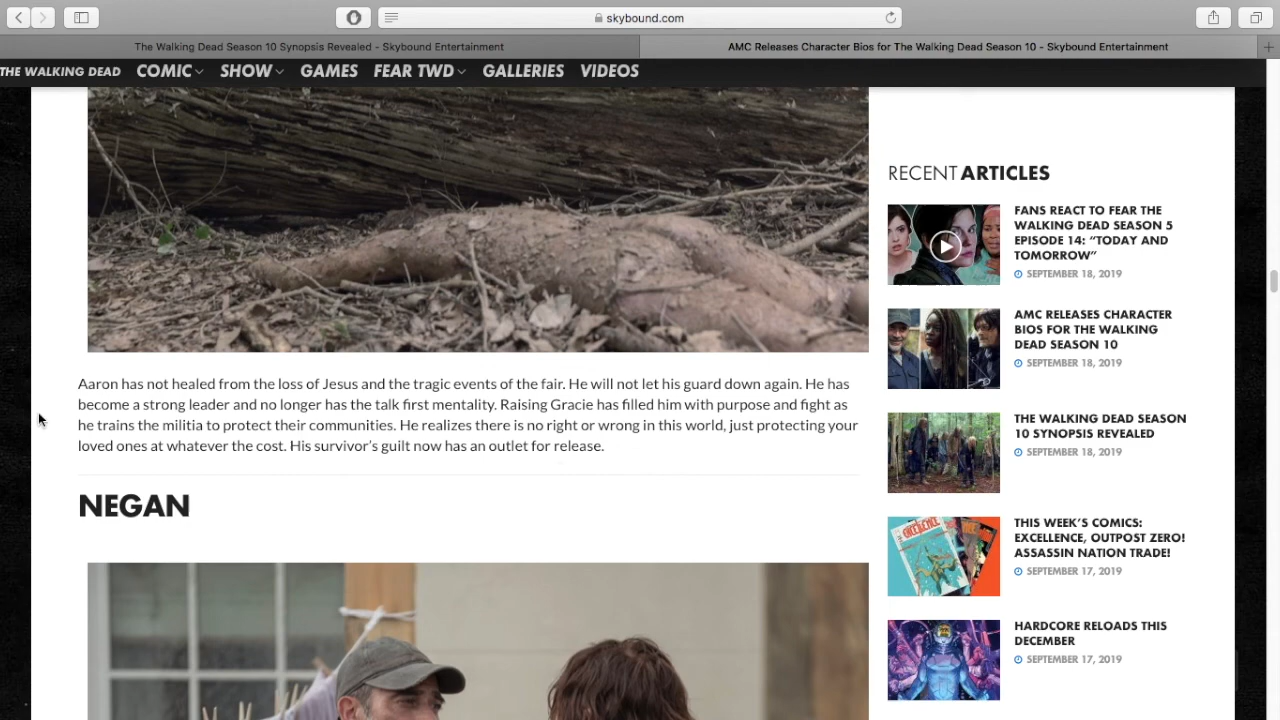 skybound.com
The Walking Dead Season 10 Synopsis Revealed - Skybound Entertainment
AMC Releases Character Bios for The Walking Dead Season 10 - Skybound Entertainment
THE WALKING DEAD COMIC SHOW GAMES FEAR TWD GALLERIES VIDEOS
RECENT ARTICLES
FANS REACT TO FEAR THE
WALKING DEAD SEASON 5
EPISODE 14: “TODAY AND
TOMORROW”
SEPTEMBER 18, 2019
AMC RELEASES CHARACTER
BIOS FOR THE WALKING
DEAD SEASON 10
SEPTEMBER 18, 2019
Aaron has not healed from the loss of Jesus and the tragic events of the fair. He will not let his guard down again. He has
become a strong leader and no longer has the talk first mentality. Raising Gracie has filled him with purpose and fight as
he trains the militia to protect their communities. He realizes there is no right or wrong in this world, just protecting your
loved ones at whatever the cost. His survivor’s guilt now has an outlet for release.
THE WALKING DEAD SEASON
10 SYNOPSIS REVEALED
SEPTEMBER 18, 2019
NEGAN
THIS WEEK’S COMICS:
EXCELLENCE, OUTPOST ZERO!
ASSASSIN NATION TRADE!
SEPTEMBER 17, 2019
HARDCORE RELOADS THIS
DECEMBER
SEPTEMBER 17, 2019